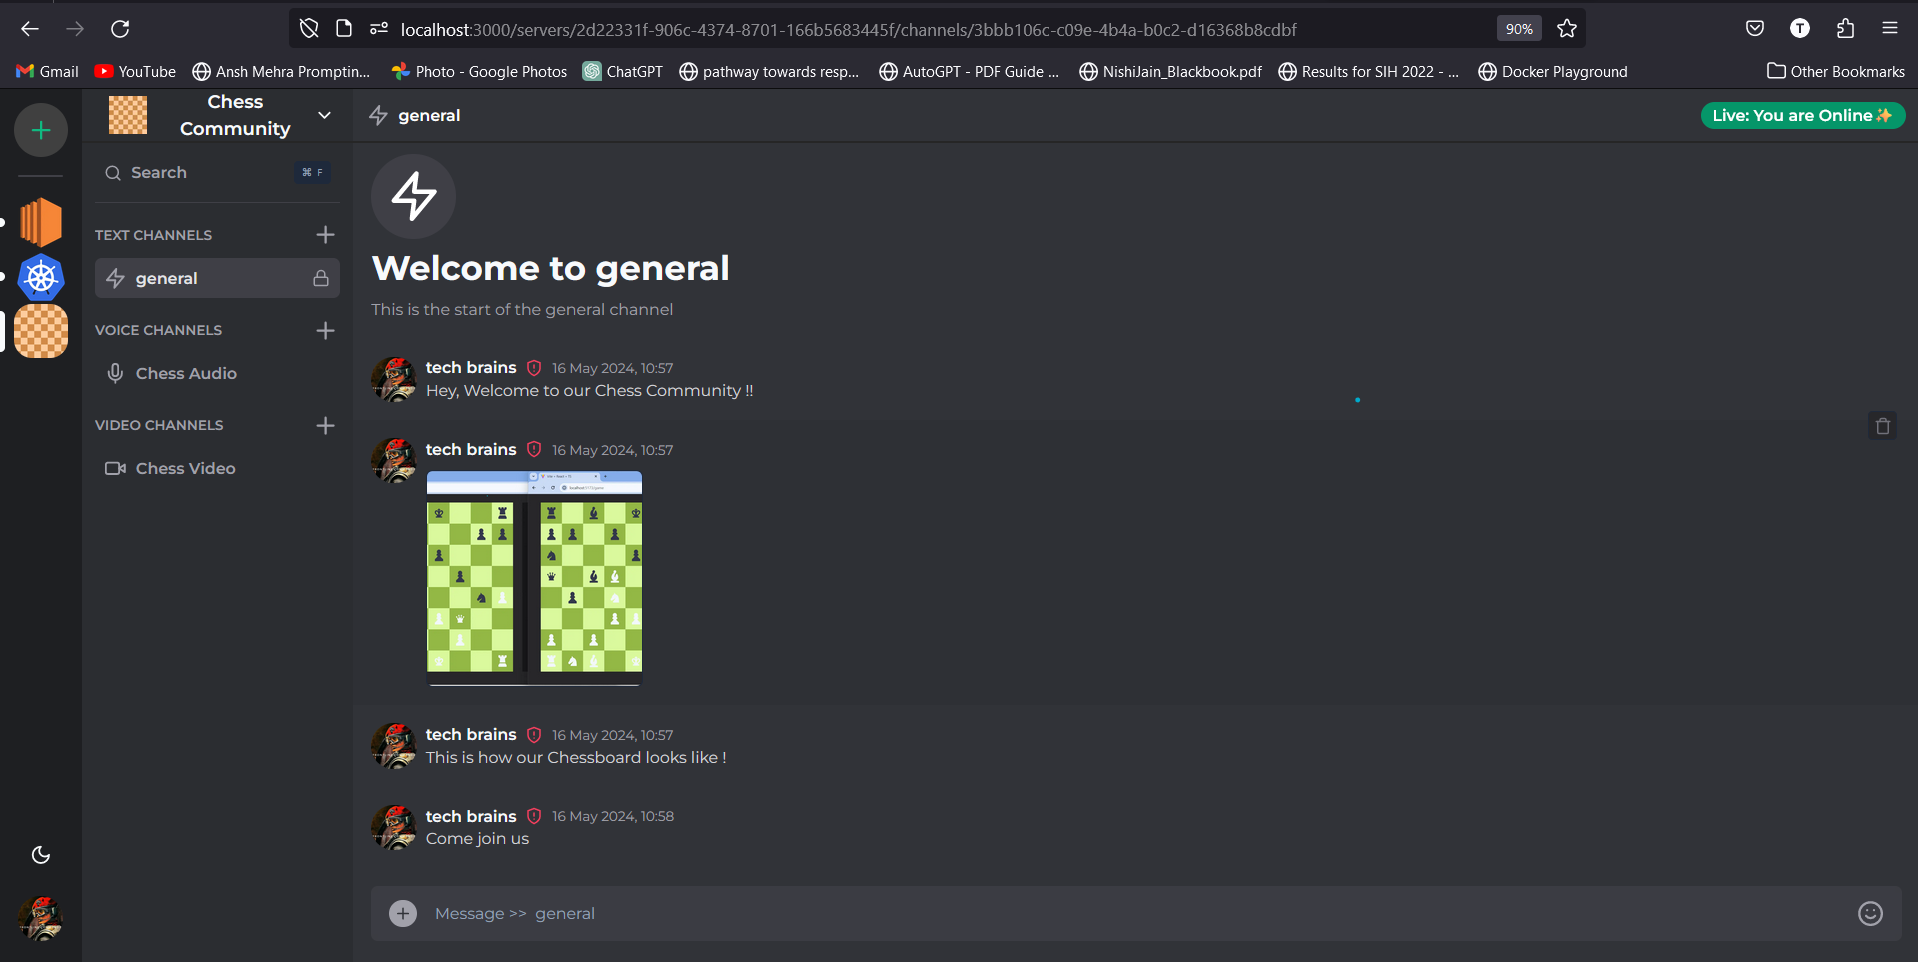 localhost:3000/servers/2d22331f-906c-4374-8701-166b5683445f/channels/3bbb106c-c09e-4b4a-b0c2-d16368b8cdbf
90%
T
Gmail
YouTube
Ansh Mehra Promptin...
Photo - Google Photos
ChatGPT
pathway towards resp...
AutoGPT - PDF Guide ...
NishiJain_Blackbook.pdf
Results for SIH 2022 - ...
Docker Playground
Other Bookmarks
Chess
Community
general
Live: You are Online✨
Search
⌘ F
TEXT CHANNELS
general
VOICE CHANNELS
Chess Audio
VIDEO CHANNELS
Chess Video
Welcome to general
This is the start of the general channel
tech brains 16 May 2024, 10:57
Hey, Welcome to our Chess Community !!
tech brains 16 May 2024, 10:57
tech brains 16 May 2024, 10:57
This is how our Chessboard looks like !
tech brains 16 May 2024, 10:58
Come join us
Message >> general